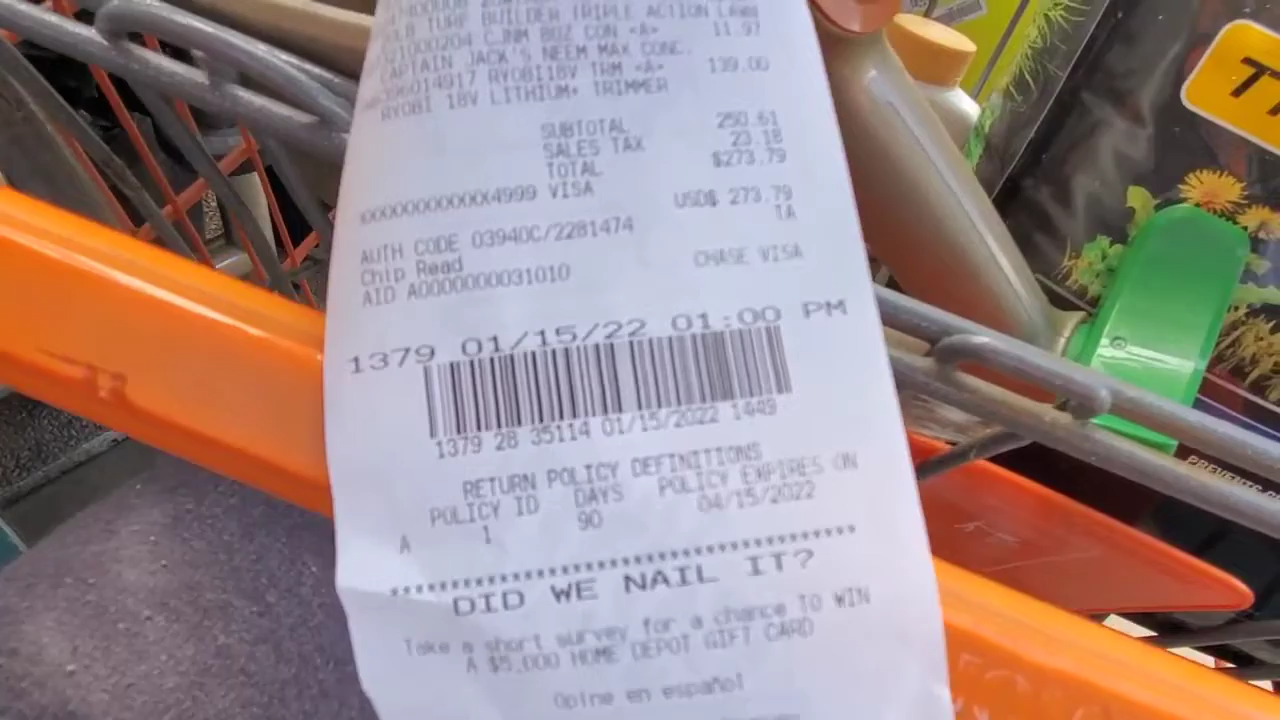 TURF BUILDER TRIPLE ACTION LAWN
CJNM BOZ CON <A> 11.97
CAPTAIN JACK'S NEEM MAX CONC.
RYOBI18V TRM <A> 139.00
RYOBI 18V LITHIUM+ TRIMMER
SUBTOTAL 250.61
SALES TAX 23.18
TOTAL $273.79
XXXXXXXXXXXX4999 VISA
USD$ 273.79
AUTH CODE 03940C/2281474 TA
Chip Read
AID A0000000031010 CHASE VISA
1379 01/15/22 01:00 PM
1379 28 35114 01/15/2022 1449
RETURN POLICY DEFINITIONS
POLICY ID DAYS POLICY EXPIRES ON
A 1 90 04/15/2022
DID WE NAIL IT?
Take a short survey for a chance TO WIN
A $5,000 HOME DEPOT GIFT CARD
Opine en español
PREVENTS